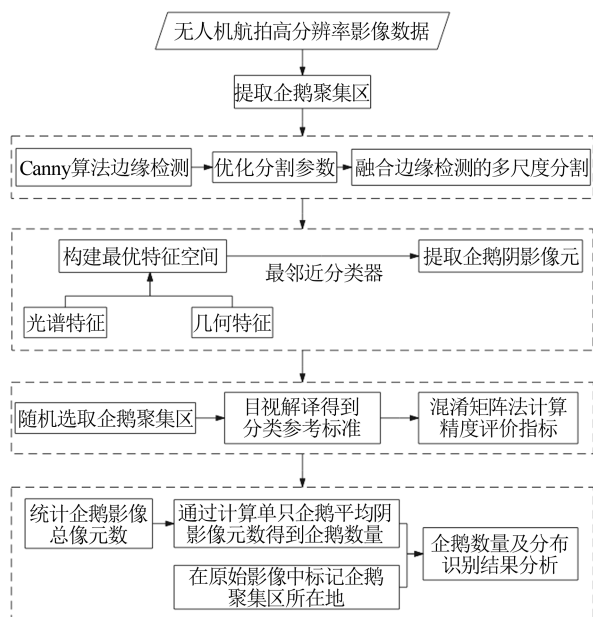 无人机航拍高分辨率影像数据
提取企鹅聚集区
Canny算法边缘检测
优化分割参数
融合边缘检测的多尺度分割
构建最优特征空间
最邻近分类器
提取企鹅阴影像元
光谱特征
几何特征
随机选取企鹅聚集区
目视解译得到
分类参考标准
混淆矩阵法计算
精度评价指标
统计企鹅影像
总像元数
通过计算单只企鹅平均阴
影像元数得到企鹅数量
在原始影像中标记企鹅
聚集区所在地
企鹅数量及分布
识别结果分析